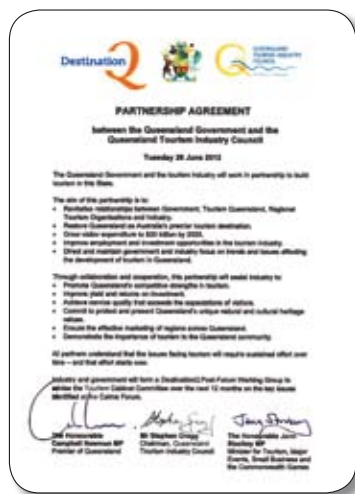 Destination Q
QUEENSLAND
TOURISM INDUSTRY
COUNCIL
PARTNERSHIP AGREEMENT
between the Queensland Government and the
Queensland Tourism Industry Council
Tuesday 26 June 2012
The Queensland Government and the tourism industry will work in partnership to build
tourism in this State.
The aim of this partnership is to:
• Revitalise relationships between Government, Tourism Queensland, Regional
Tourism Organisations and Industry.
• Restore Queensland as Australia's premier tourism destination.
• Grow visitor expenditure to $30 billion by 2020.
• Improve employment and investment opportunities in the tourism industry.
• Direct and maintain government and industry focus on trends and issues affecting
the development of tourism in Queensland.
Through collaboration and cooperation, this partnership will assist industry to:
• Promote Queensland's competitive strengths in tourism.
• Improve yield and returns on investment.
• Achieve service quality that exceeds the expectations of visitors.
• Commit to protect and present Queensland's unique natural and cultural heritage
values.
• Ensure the effective marketing of regions across Queensland.
• Demonstrate the importance of tourism to the Queensland community.
All partners understand that the issues facing tourism will require sustained effort over
time – and that effort starts now.
Industry and government will form a DestinationQ Post Forum Working Group to
advise the Tourism Cabinet Committee over the next 12 months on the key issues
identified at the Cairns Forum.
The Honourable
Campbell Newman MP
Premier of Queensland
Mr Stephen Gregg
Chairman, Queensland
Tourism Industry Council
The Honourable Jann
Stuckey MP
Minister for Tourism, Major
Events, Small Business and
the Commonwealth Games